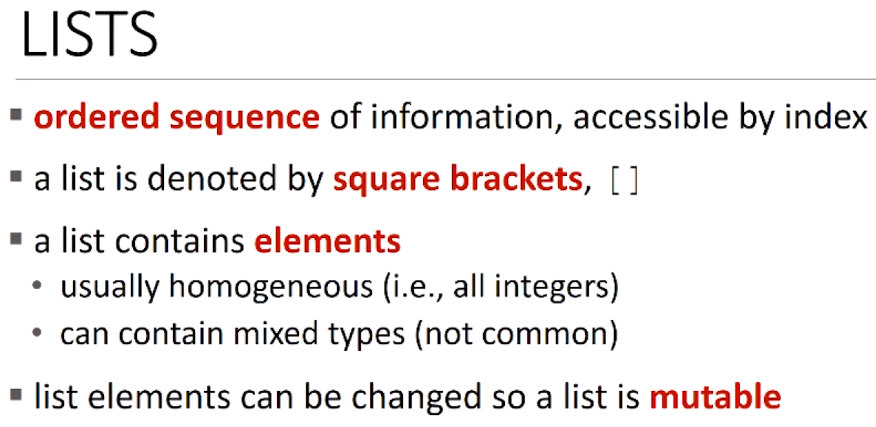 LISTS
▪ ordered sequence of information, accessible by index
▪ a list is denoted by square brackets, []
▪ a list contains elements
• usually homogeneous (i.e., all integers)
• can contain mixed types (not common)
▪ list elements can be changed so a list is mutable